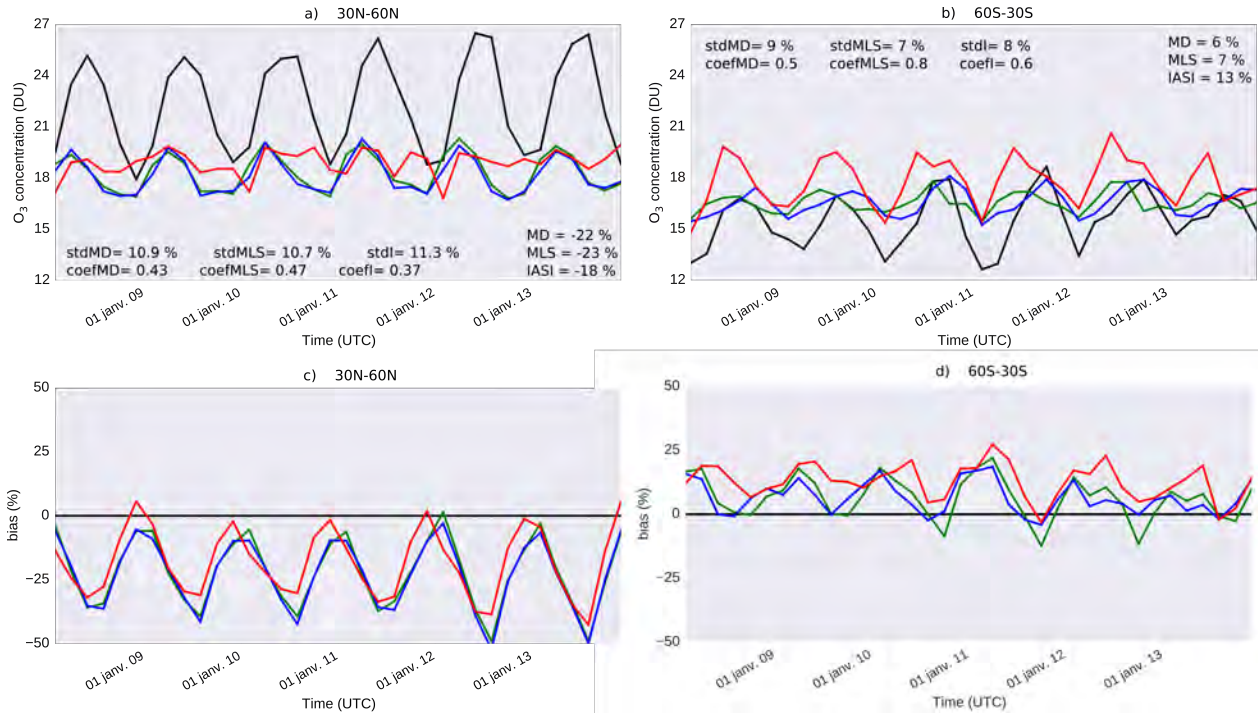 a) 30N-60N
27
24
21
18
15
12
O3 concentration (DU)
stdMD= 10.9 % stdMLS= 10.7 % stdI= 11.3 %
coefMD= 0.43 coefMLS= 0.47 coefI= 0.37
MD = -22 %
MLS = -23 %
IASI = -18 %
01 janv. 09 01 janv. 10 01 janv. 11 01 janv. 12 01 janv. 13
Time (UTC)
b) 60S-30S
27
24
21
18
15
12
O3 concentration (DU)
stdMD= 9 % stdMLS= 7 % stdI= 8 %
coefMD= 0.5 coefMLS= 0.8 coefI= 0.6
MD = 6 %
MLS = 7 %
IASI = 13 %
01 janv. 09 01 janv. 10 01 janv. 11 01 janv. 12 01 janv. 13
Time (UTC)
c) 30N-60N
50
25
0
−25
−50
bias (%)
01 janv. 09 01 janv. 10 01 janv. 11 01 janv. 12 01 janv. 13
Time (UTC)
d) 60S-30S
50
25
0
−25
−50
bias (%)
01 janv. 09 01 janv. 10 01 janv. 11 01 janv. 12 01 janv. 13
Time (UTC)